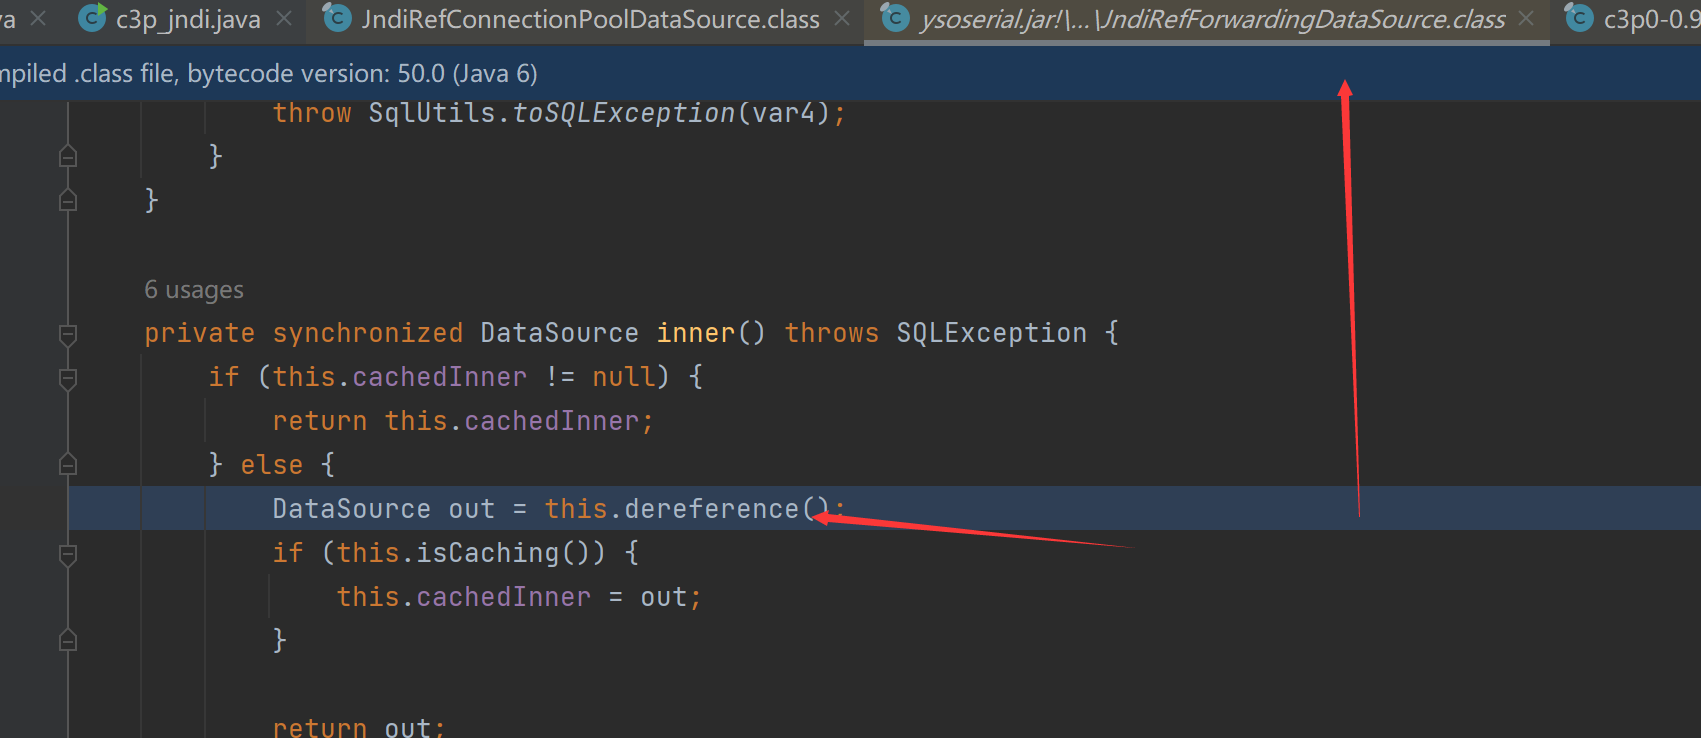 va c3p_jndi.java JndiRefConnectionPoolDataSource.class ysoserial.jar!\...\JndiRefForwardingDataSource.class c3p0-0.9
mpiled .class file, bytecode version: 50.0 (Java 6)
throw SqlUtils.toSQLException(var4);
}
}
6 usages
private synchronized DataSource inner() throws SQLException {
if (this.cachedInner != null) {
return this.cachedInner;
} else {
DataSource out = this.dereference();
if (this.isCaching()) {
this.cachedInner = out;
}
return out;